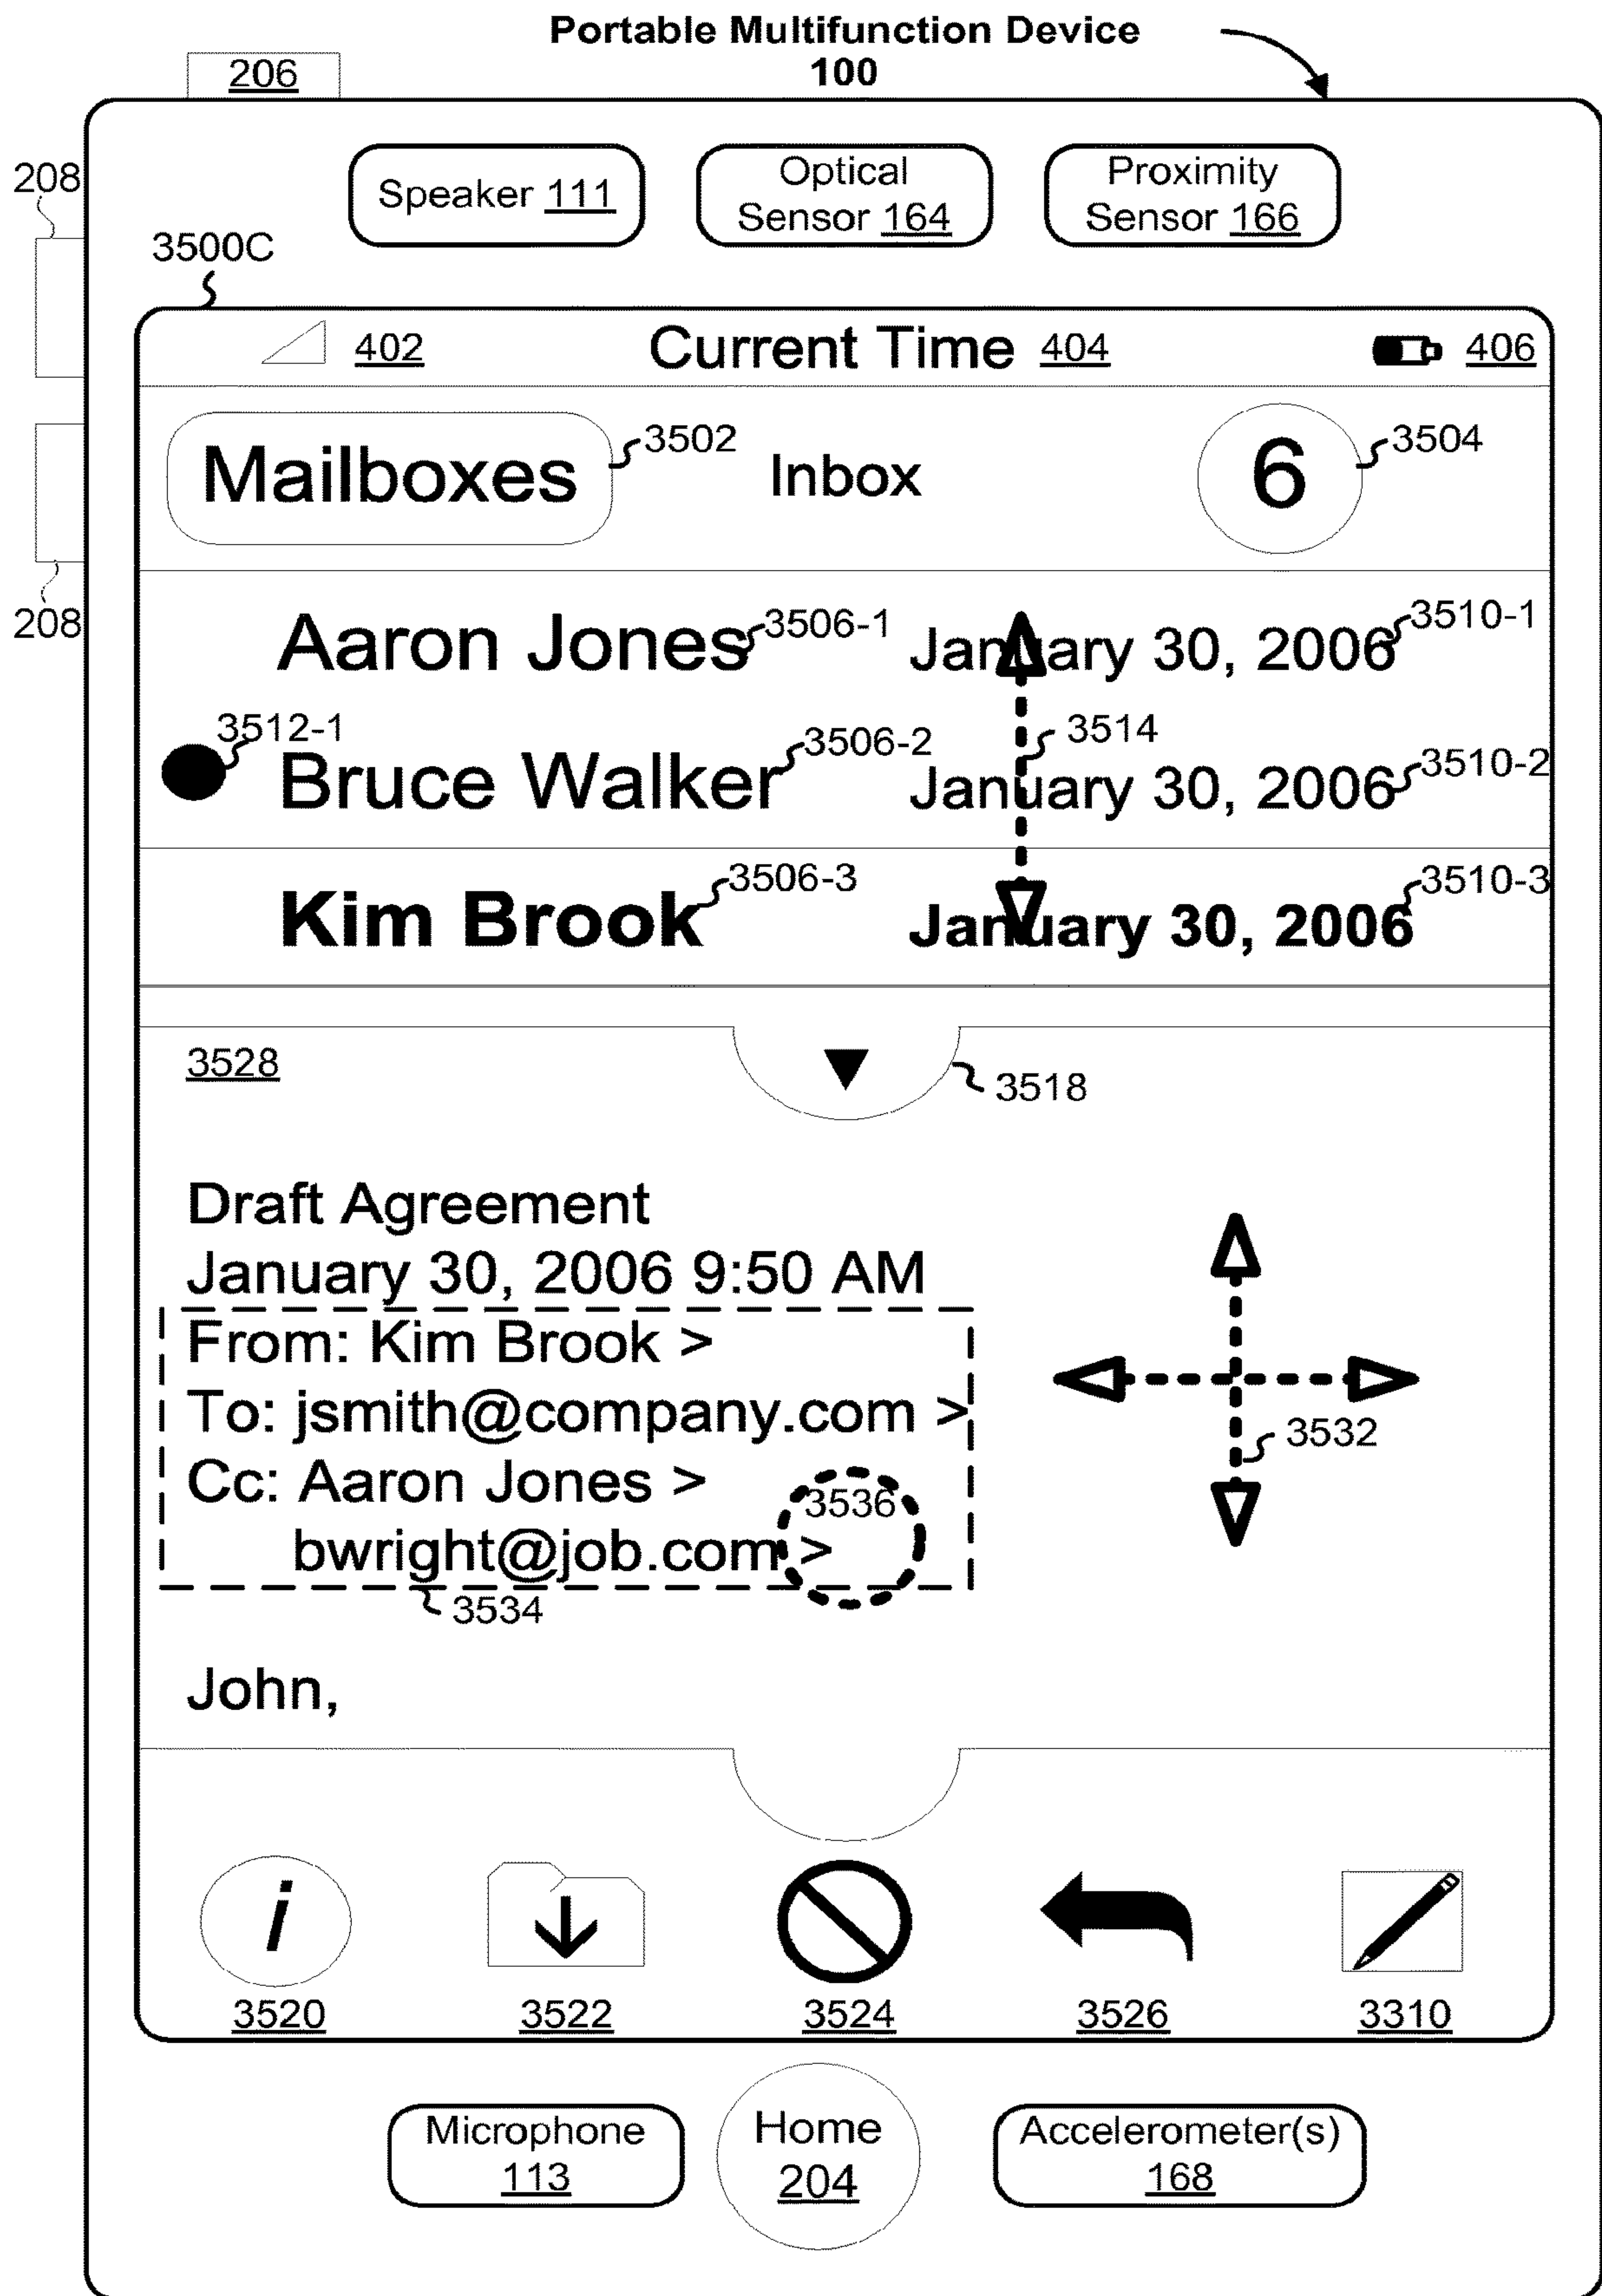 Portable Multifunction Device
100
206
208
Speaker 111
Optical
Sensor 164
Proximity
Sensor 166
3500C
402
Current Time 404
406
Mailboxes
3502
Inbox
6
3504
208
Aaron Jones
3506-1
January 30, 2006
3510-1
3512-1
Bruce Walker
3506-2
3514
January 30, 2006
3510-2
Kim Brook
3506-3
January 30, 2006
3510-3
3528
3518
Draft Agreement
January 30, 2006 9:50 AM
From: Kim Brook >
To: jsmith@company.com >
3532
Cc: Aaron Jones >
3536
bwright@job.com >
3534
John,
i
3520
3522
3524
3526
3310
Microphone
113
Home
204
Accelerometer(s)
168